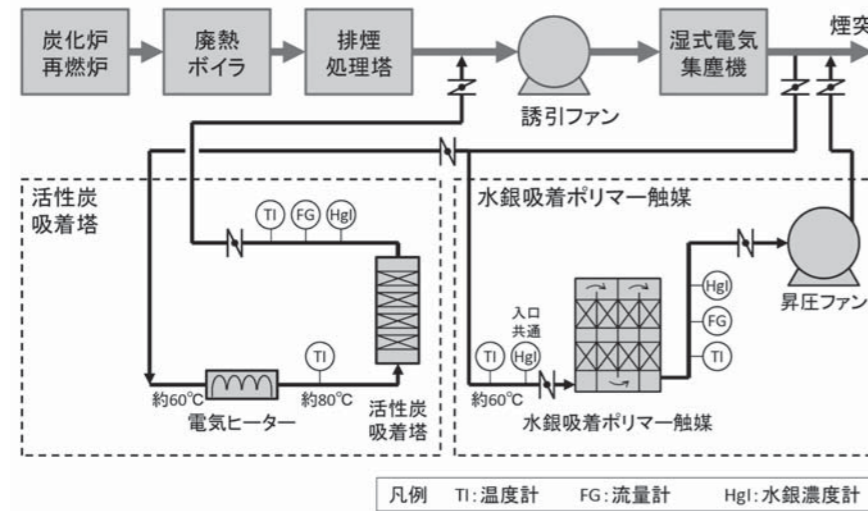 炭化炉
再燃炉
廃熱
ボイラ
排煙
処理塔
誘引ファン
湿式電気
集塵機
煙突
活性炭
吸着塔
TI
FG
HgI
TI
約60℃
電気ヒーター
約80℃
活性炭
吸着塔
水銀吸着ポリマー触媒
昇圧ファン
入口
共通
TI
HgI
約60℃
水銀吸着ポリマー触媒
HgI
FG
TI
凡例 TI:温度計 FG:流量計 HgI:水銀濃度計